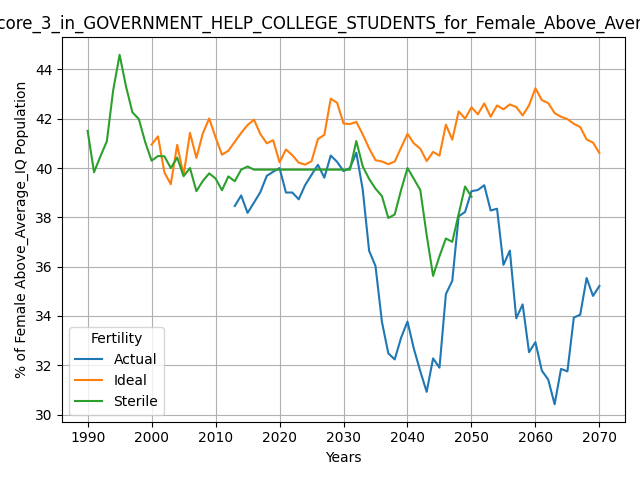 core_3_in_GOVERNMENT_HELP_COLLEGE_STUDENTS_for_Female_Above_Aver
44
42
40
38
36
34
32
30
% of Female Above_Average_IQ Population
Fertility
Actual
Ideal
Sterile
1990 2000 2010 2020 2030 2040 2050 2060 2070
Years